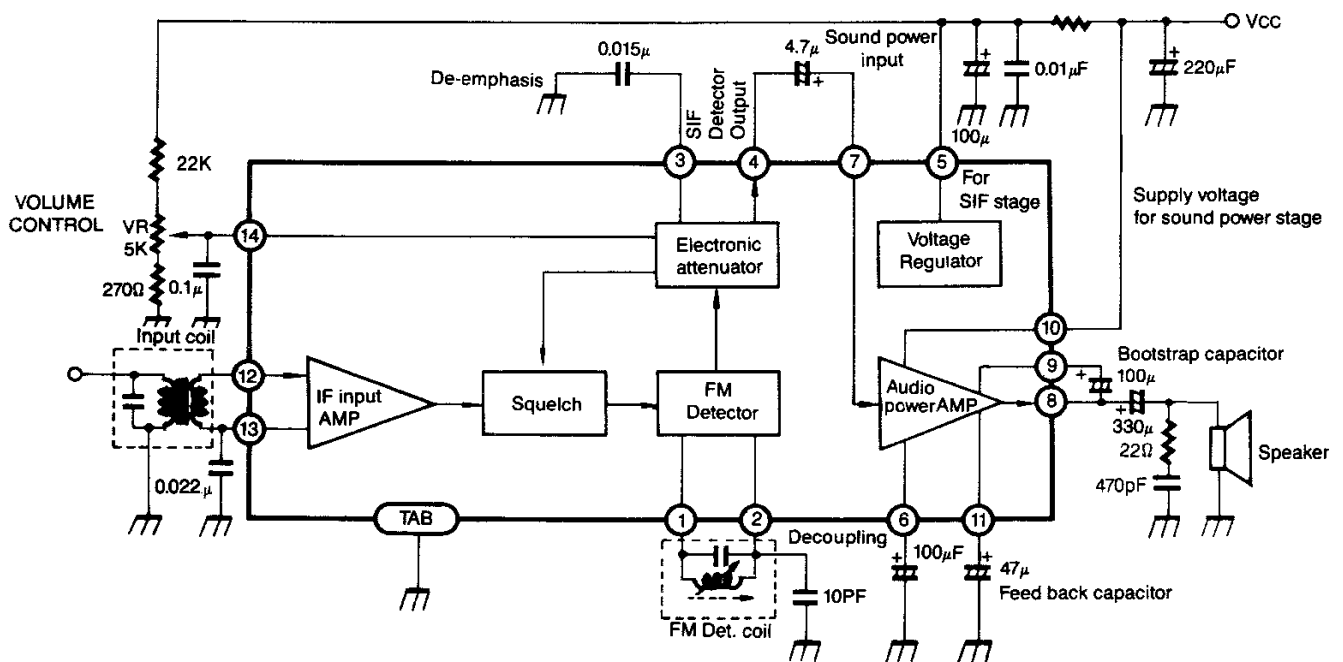 VCC
0.015μ
4.7μ
Sound power
input
De-emphasis
SIF
Detector
Output
0.01μF
220μF
100μ
3
4
7
5
22K
For
SIF stage
Supply voltage
for sound power stage
VOLUME
CONTROL
VR
5K
14
Electronic
attenuator
Voltage
Regulator
270Ω
0.1μ
Input coil
10
12
IF input
AMP
13
Squelch
FM
Detector
Audio
power AMP
9
8
Bootstrap capacitor
100μ
330μ
22Ω
470pF
Speaker
0.022μ
TAB
1
2
Decoupling
6
11
100μF
47μ
Feed back capacitor
10PF
FM Det. coil
+
+
+
+
+
+
+